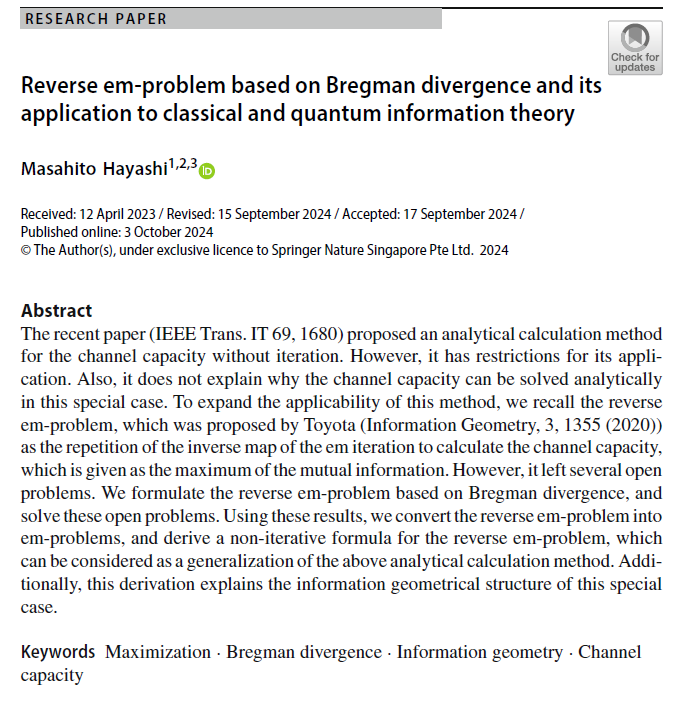 RESEARCH PAPER
Check for
updates
Reverse em-problem based on Bregman divergence and its
application to classical and quantum information theory
Masahito Hayashi1,2,3 iD
Received: 12 April 2023 / Revised: 15 September 2024 / Accepted: 17 September 2024 /
Published online: 3 October 2024
© The Author(s), under exclusive licence to Springer Nature Singapore Pte Ltd. 2024
Abstract
The recent paper (IEEE Trans. IT 69, 1680) proposed an analytical calculation method
for the channel capacity without iteration. However, it has restrictions for its appli-
cation. Also, it does not explain why the channel capacity can be solved analytically
in this special case. To expand the applicability of this method, we recall the reverse
em-problem, which was proposed by Toyota (Information Geometry, 3, 1355 (2020))
as the repetition of the inverse map of the em iteration to calculate the channel capacity,
which is given as the maximum of the mutual information. However, it left several open
problems. We formulate the reverse em-problem based on Bregman divergence, and
solve these open problems. Using these results, we convert the reverse em-problem into
em-problems, and derive a non-iterative formula for the reverse em-problem, which
can be considered as a generalization of the above analytical calculation method. Addi-
tionally, this derivation explains the information geometrical structure of this special
case.
Keywords Maximization · Bregman divergence · Information geometry · Channel
capacity